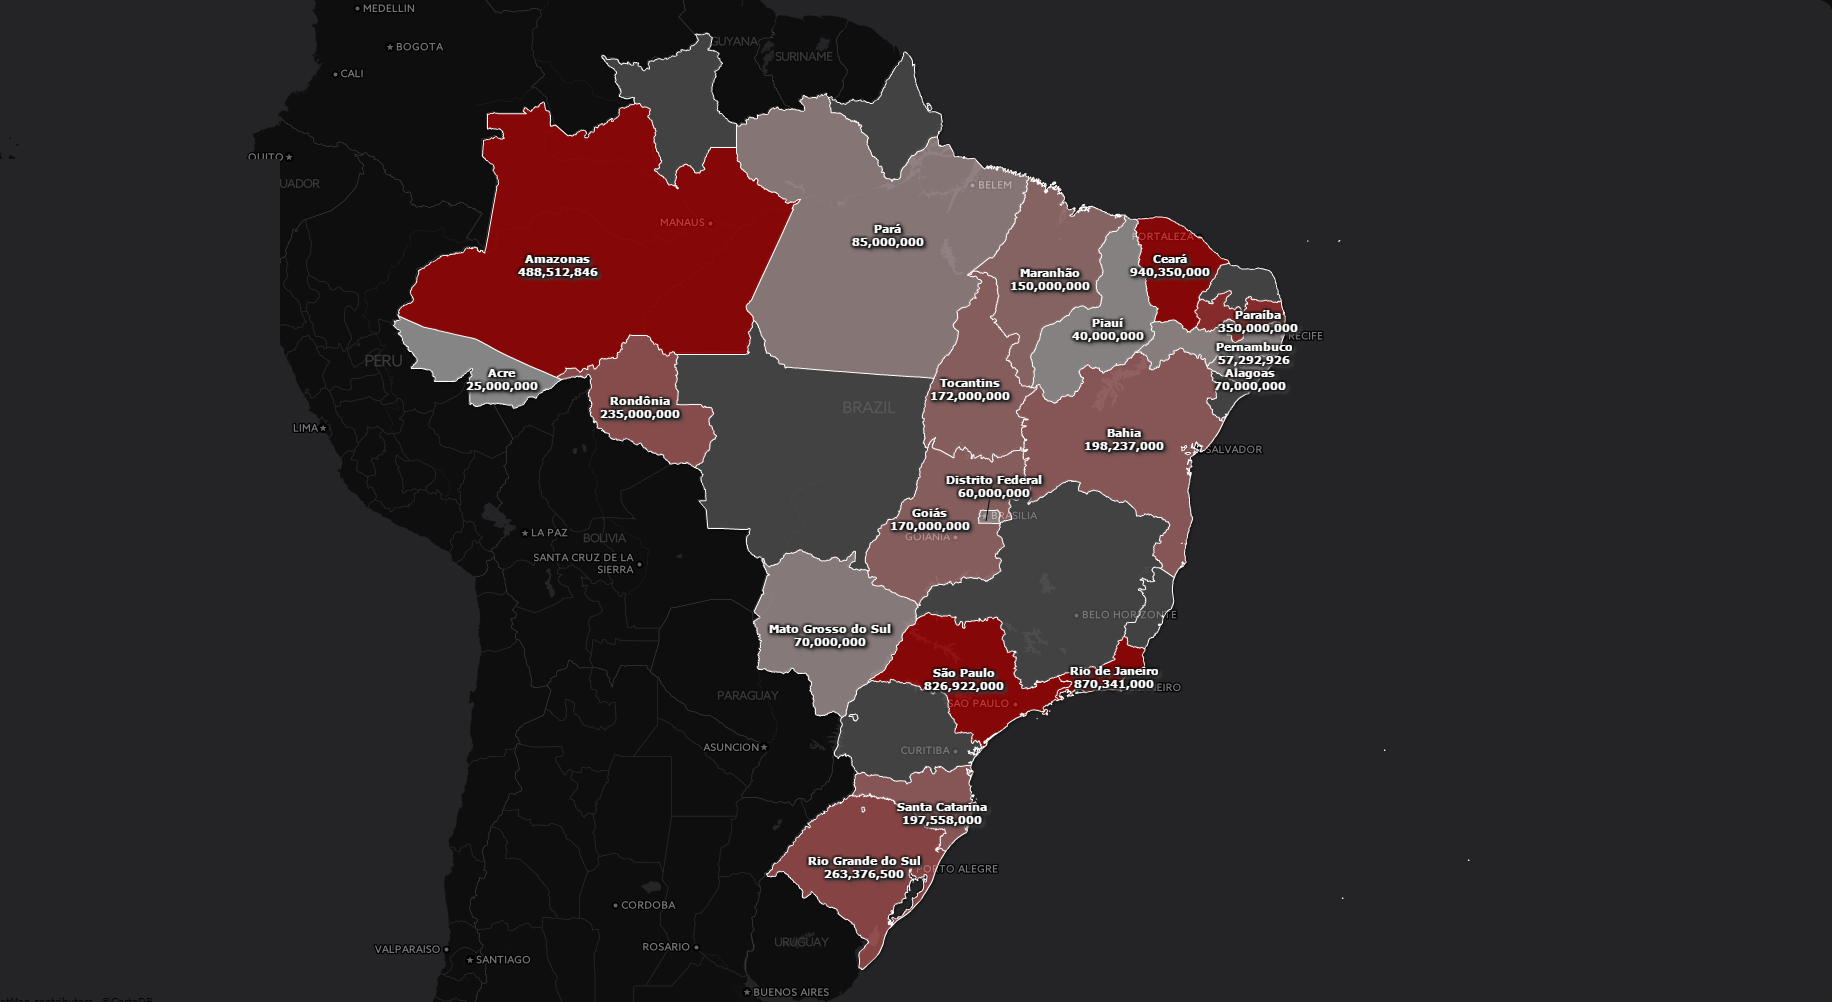 MEDELLIN
BOGOTA
GUYANA
SURINAME
CALI
QUITO
UADOR
BELEM
MANAUS
Pará
85,000,000
FORTALEZA
Amazonas
488,512,846
Ceará
940,350,000
Maranhão
150,000,000
Paraíba
350,000,000
Piauí
40,000,000
RECIFE
Pernambuco
57,292,926
PERU
Acre
25,000,000
Alagoas
70,000,000
Tocantins
172,000,000
Rondônia
235,000,000
BRAZIL
LIMA
Bahia
198,237,000
SALVADOR
Distrito Federal
60,000,000
Goiás
170,000,000
BRASILIA
GOIANIA
LA PAZ
BOLIVIA
SANTA CRUZ DE LA
SIERRA
BELO HORIZONTE
Mato Grosso do Sul
70,000,000
São Paulo
826,922,000
Rio de Janeiro
870,341,000
NEIRO
PARAGUAY
SAO PAULO
ASUNCION
CURITIBA
Santa Catarina
197,558,000
Rio Grande do Sul
263,376,500
PORTO ALEGRE
CORDOBA
URUGUAY
ROSARIO
VALPARAISO
SANTIAGO
BUENOS AIRES